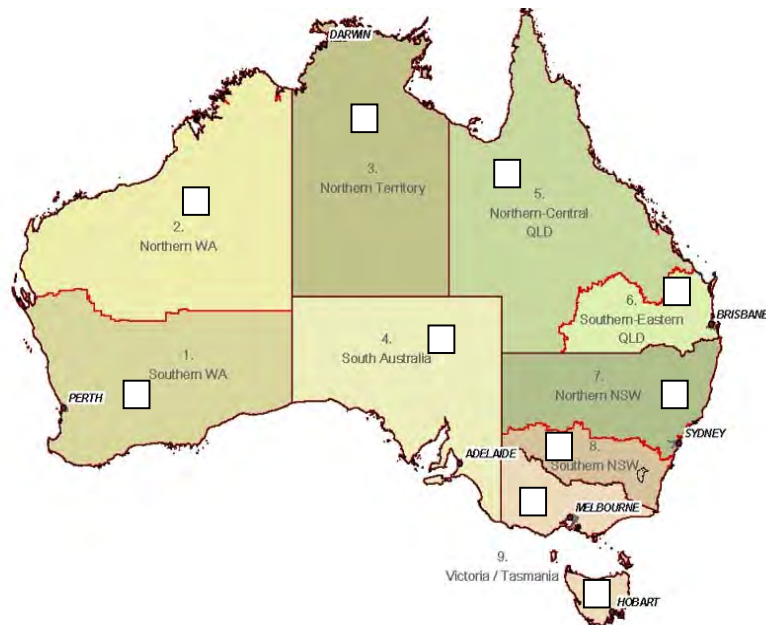 DARWIN
3.
Northern Territory
5.
Northern-Central
QLD
2.
Northern WA
6.
Southern-Eastern
QLD
BRISBANE
1.
Southern WA
4.
South Australia
7.
Northern NSW
PERTH
SYDNEY
8.
Southern NSW
ADELAIDE
MELBOURNE
9.
Victoria / Tasmania
HOBART